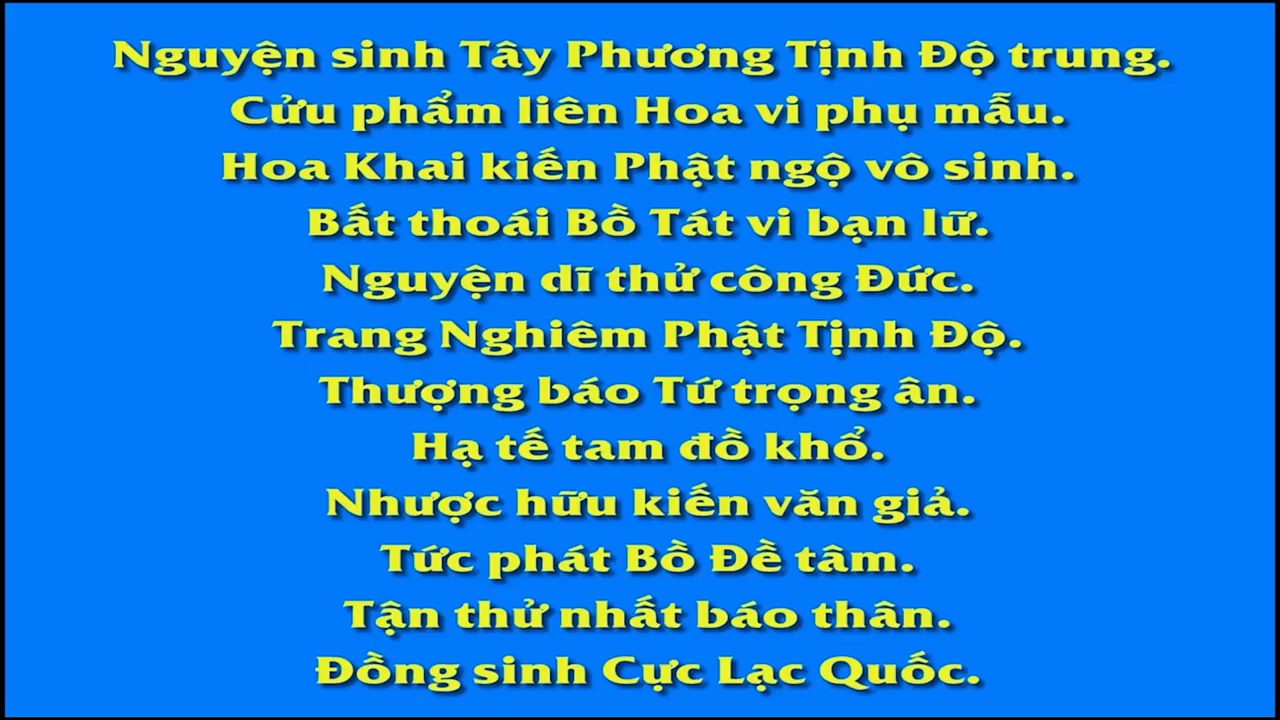 Nguyện sinh Tây Phương Tịnh Độ trung.
Cửu phẩm liên Hoa vi phụ mẫu.
Hoa Khai kiến Phật ngộ vô sinh.
Bất thoái Bồ Tát vi bạn lữ.
Nguyện dĩ thử công Đức.
Trang Nghiêm Phật Tịnh Độ.
Thượng báo Tứ trọng ân.
Hạ tế tam đồ khổ.
Nhược hữu kiến văn giả.
Tức phát Bồ Đề tâm.
Tận thử nhất báo thân.
Đồng sinh Cực Lạc Quốc.